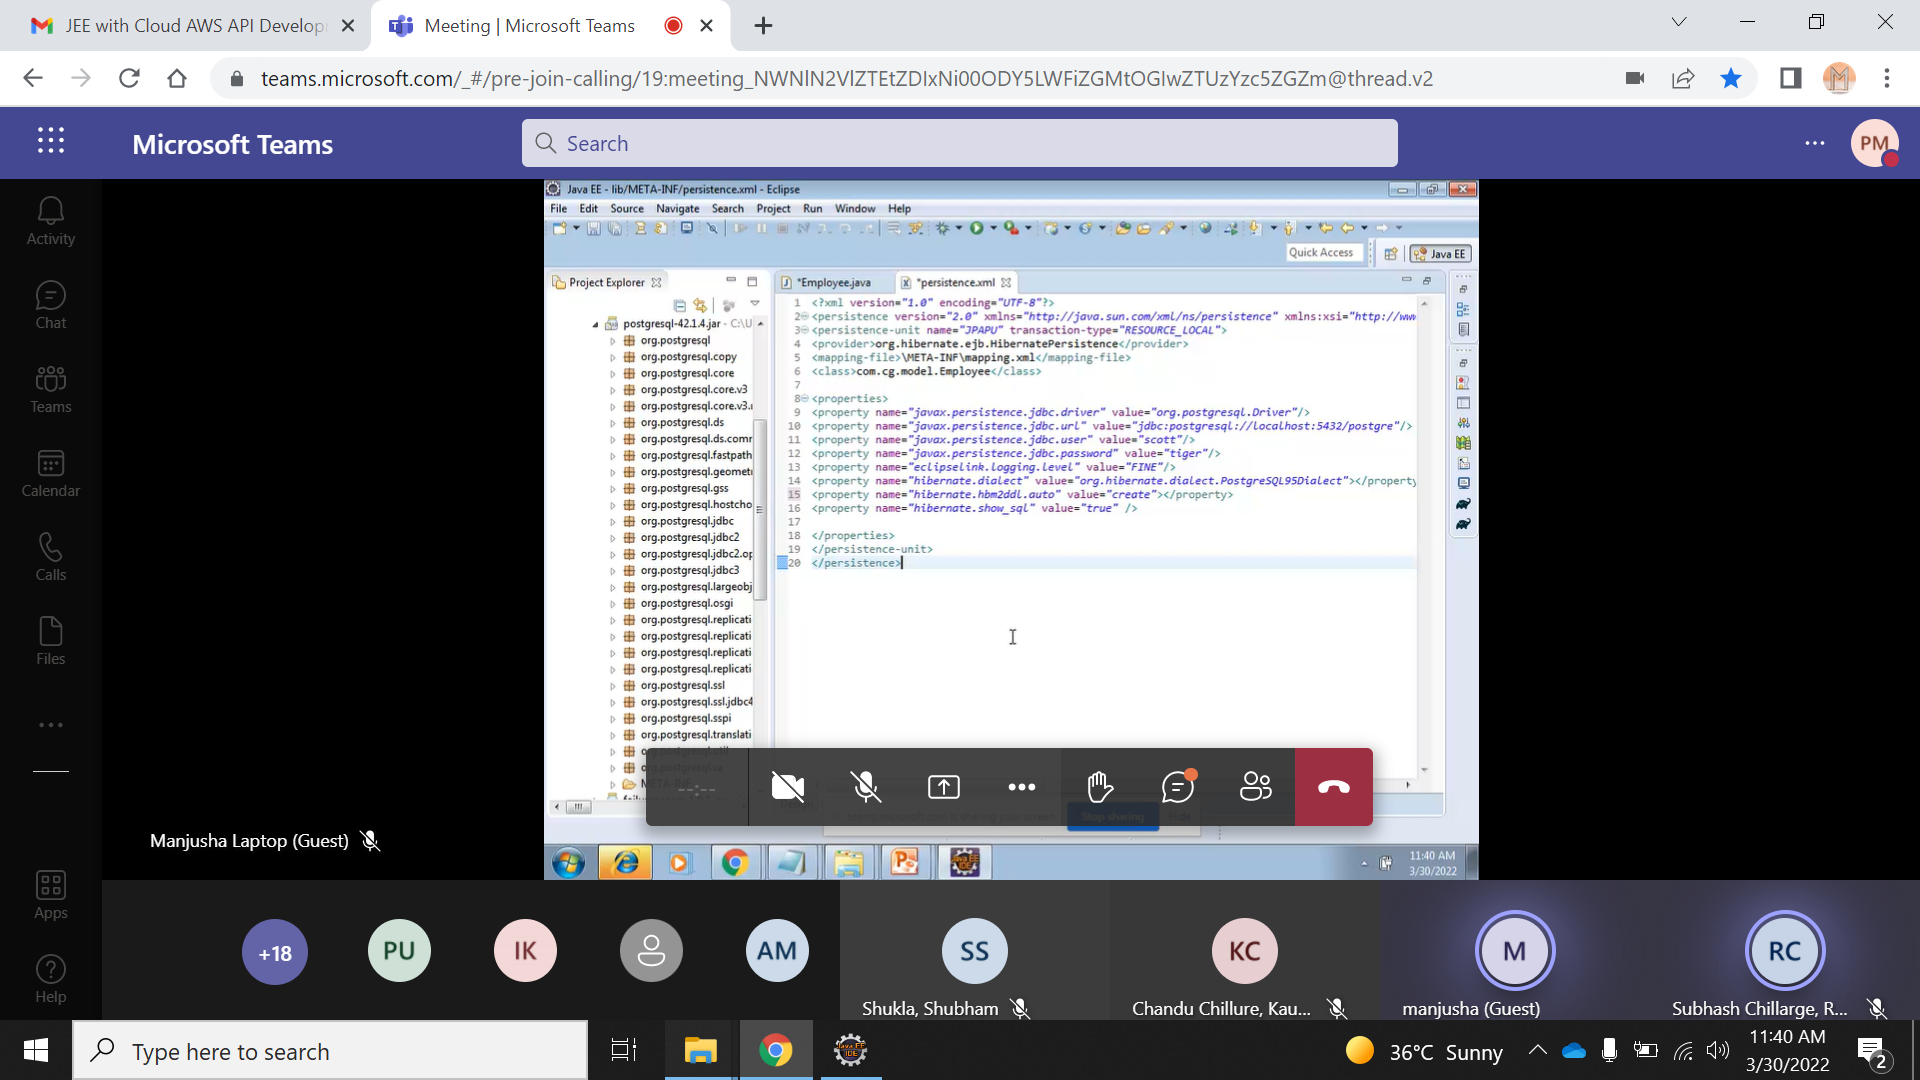 JEE with Cloud AWS API Develop
Meeting | Microsoft Teams
teams.microsoft.com/_#/pre-join-calling/19:meeting_NWNlN2VlZTEtZDIxNi00ODY5LWFiZGMtOGIwZTUzYzc5ZGZm@thread.v2
Microsoft Teams
Search
PM
Activity
Chat
Teams
Calendar
Calls
Files
Apps
Help
Java EE - lib/META-INF/persistence.xml - Eclipse
File Edit Source Navigate Search Project Run Window Help
Quick Access
Java EE
Project Explorer
*Employee.java
*persistence.xml
postgresql-42.1.4.jar - C:\U
org.postgresql
org.postgresql.copy
org.postgresql.core
org.postgresql.core.v3
org.postgresql.core.v3.
org.postgresql.ds
org.postgresql.ds.comr
org.postgresql.fastpath
org.postgresql.geomet
org.postgresql.gss
org.postgresql.hostcho
org.postgresql.jdbc
org.postgresql.jdbc2
org.postgresql.jdbc2.op
org.postgresql.jdbc3
org.postgresql.largeobj
org.postgresql.osgi
org.postgresql.replicati
org.postgresql.replicati
org.postgresql.replicati
org.postgresql.replicati
org.postgresql.ssl
org.postgresql.ssl.jdbc4
org.postgresql.sspi
org.postgresql.translati
1 <?xml version="1.0" encoding="UTF-8"?>
2 <persistence version="2.0" xmlns="http://java.sun.com/xml/ns/persistence" xmlns:xsi="http://www
3 <persistence-unit name="JPAPU" transaction-type="RESOURCE_LOCAL">
4 <provider>org.hibernate.ejb.HibernatePersistence</provider>
5 <mapping-file>\META-INF\mapping.xml</mapping-file>
6 <class>com.cg.model.Employee</class>
7
8 <properties>
9 <property name="javax.persistence.jdbc.driver" value="org.postgresql.Driver"/>
10 <property name="javax.persistence.jdbc.url" value="jdbc:postgresql://localhost:5432/postgre"/>
11 <property name="javax.persistence.jdbc.user" value="scott"/>
12 <property name="javax.persistence.jdbc.password" value="tiger"/>
13 <property name="eclipselink.logging.level" value="FINE"/>
14 <property name="hibernate.dialect" value="org.hibernate.dialect.PostgreSQL95Dialect"></property
15 <property name="hibernate.hbm2ddl.auto" value="create"></property>
16 <property name="hibernate.show_sql" value="true" />
17
18 </properties>
19 </persistence-unit>
20 </persistence>
Stop sharing
Hide
11:40 AM
3/30/2022
Manjusha Laptop (Guest)
+18
PU
IK
AM
SS
KC
M
RC
Shukla, Shubham
Chandu Chillure, Kau...
manjusha (Guest)
Subhash Chillarge, R...
Type here to search
36°C Sunny
11:40 AM
3/30/2022
2